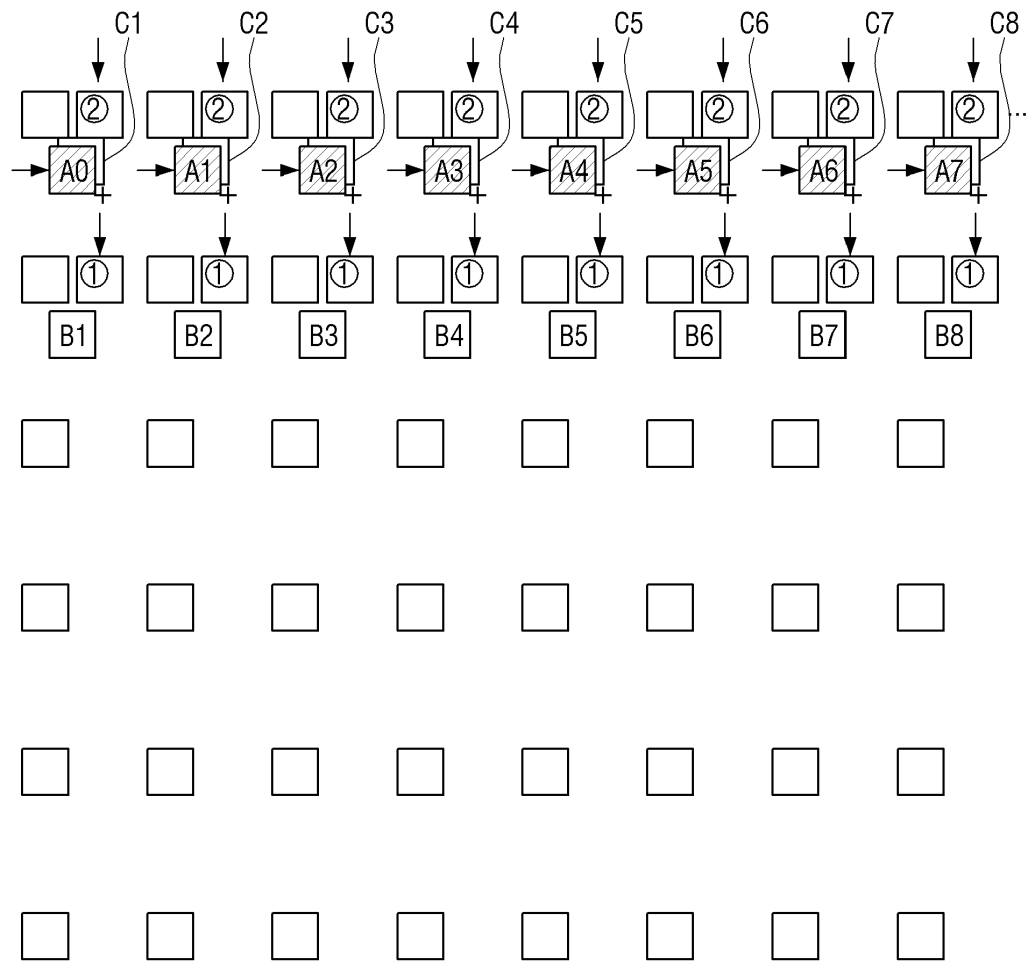 C1 C2 C3 C4 C5 C6 C7 C8
② ② ② ② ② ② ② ② ...
A0 A1 A2 A3 A4 A5 A6 A7
① ① ① ① ① ① ① ①
B1 B2 B3 B4 B5 B6 B7 B8